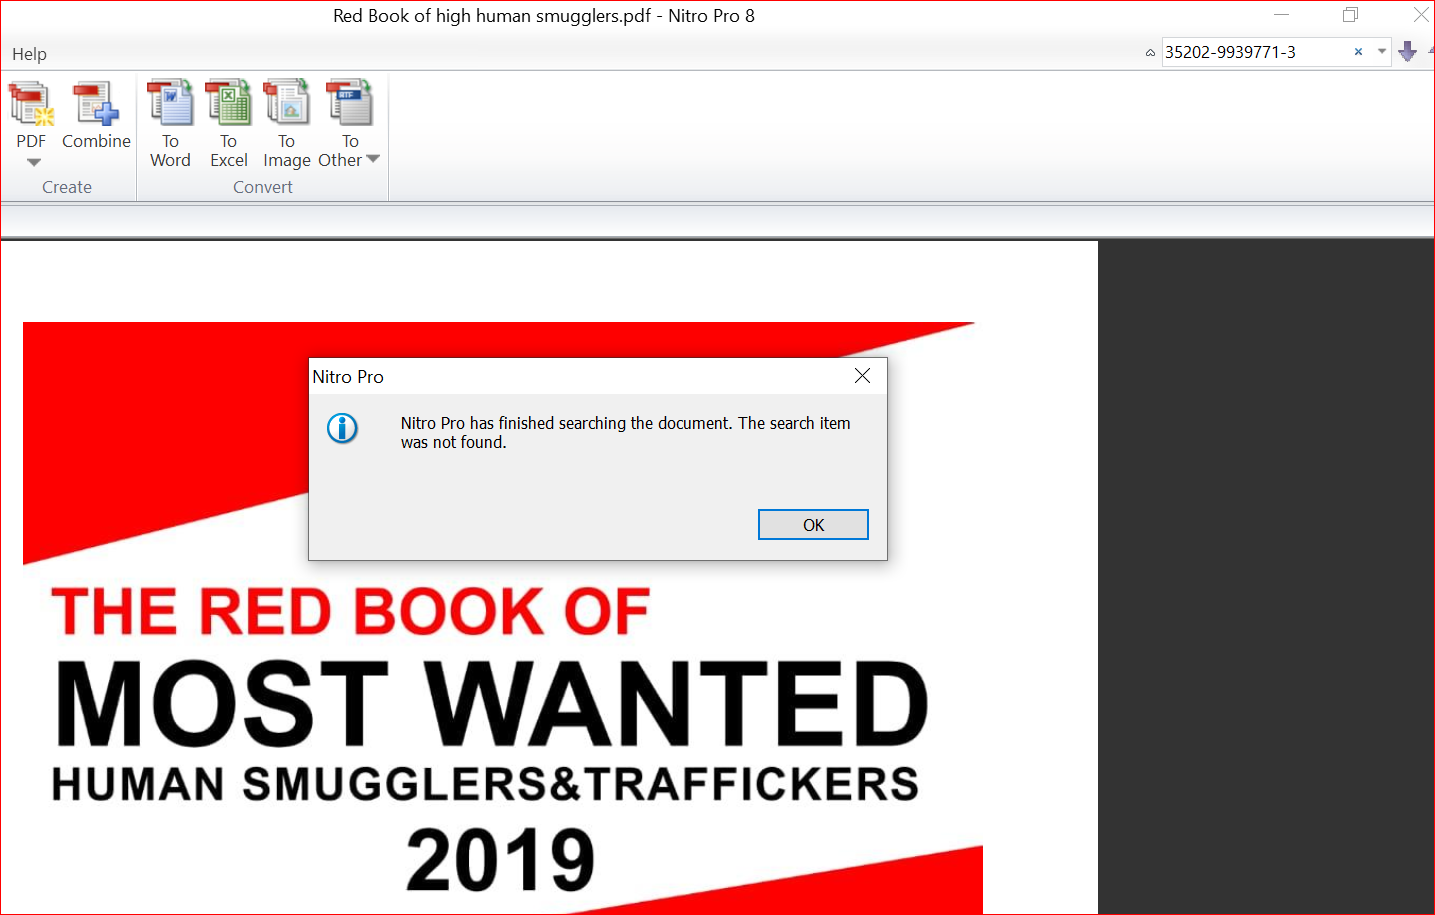 Red Book of high human smugglers.pdf - Nitro Pro 8
Help
35202-9939771-3
PDF
Combine
To Word
To Excel
To Image
To Other
Create
Convert
W
X
RTF
Nitro Pro
Nitro Pro has finished searching the document. The search item
was not found.
OK
THE RED BOOK OF
MOST WANTED
HUMAN SMUGGLERS&TRAFFICKERS
2019